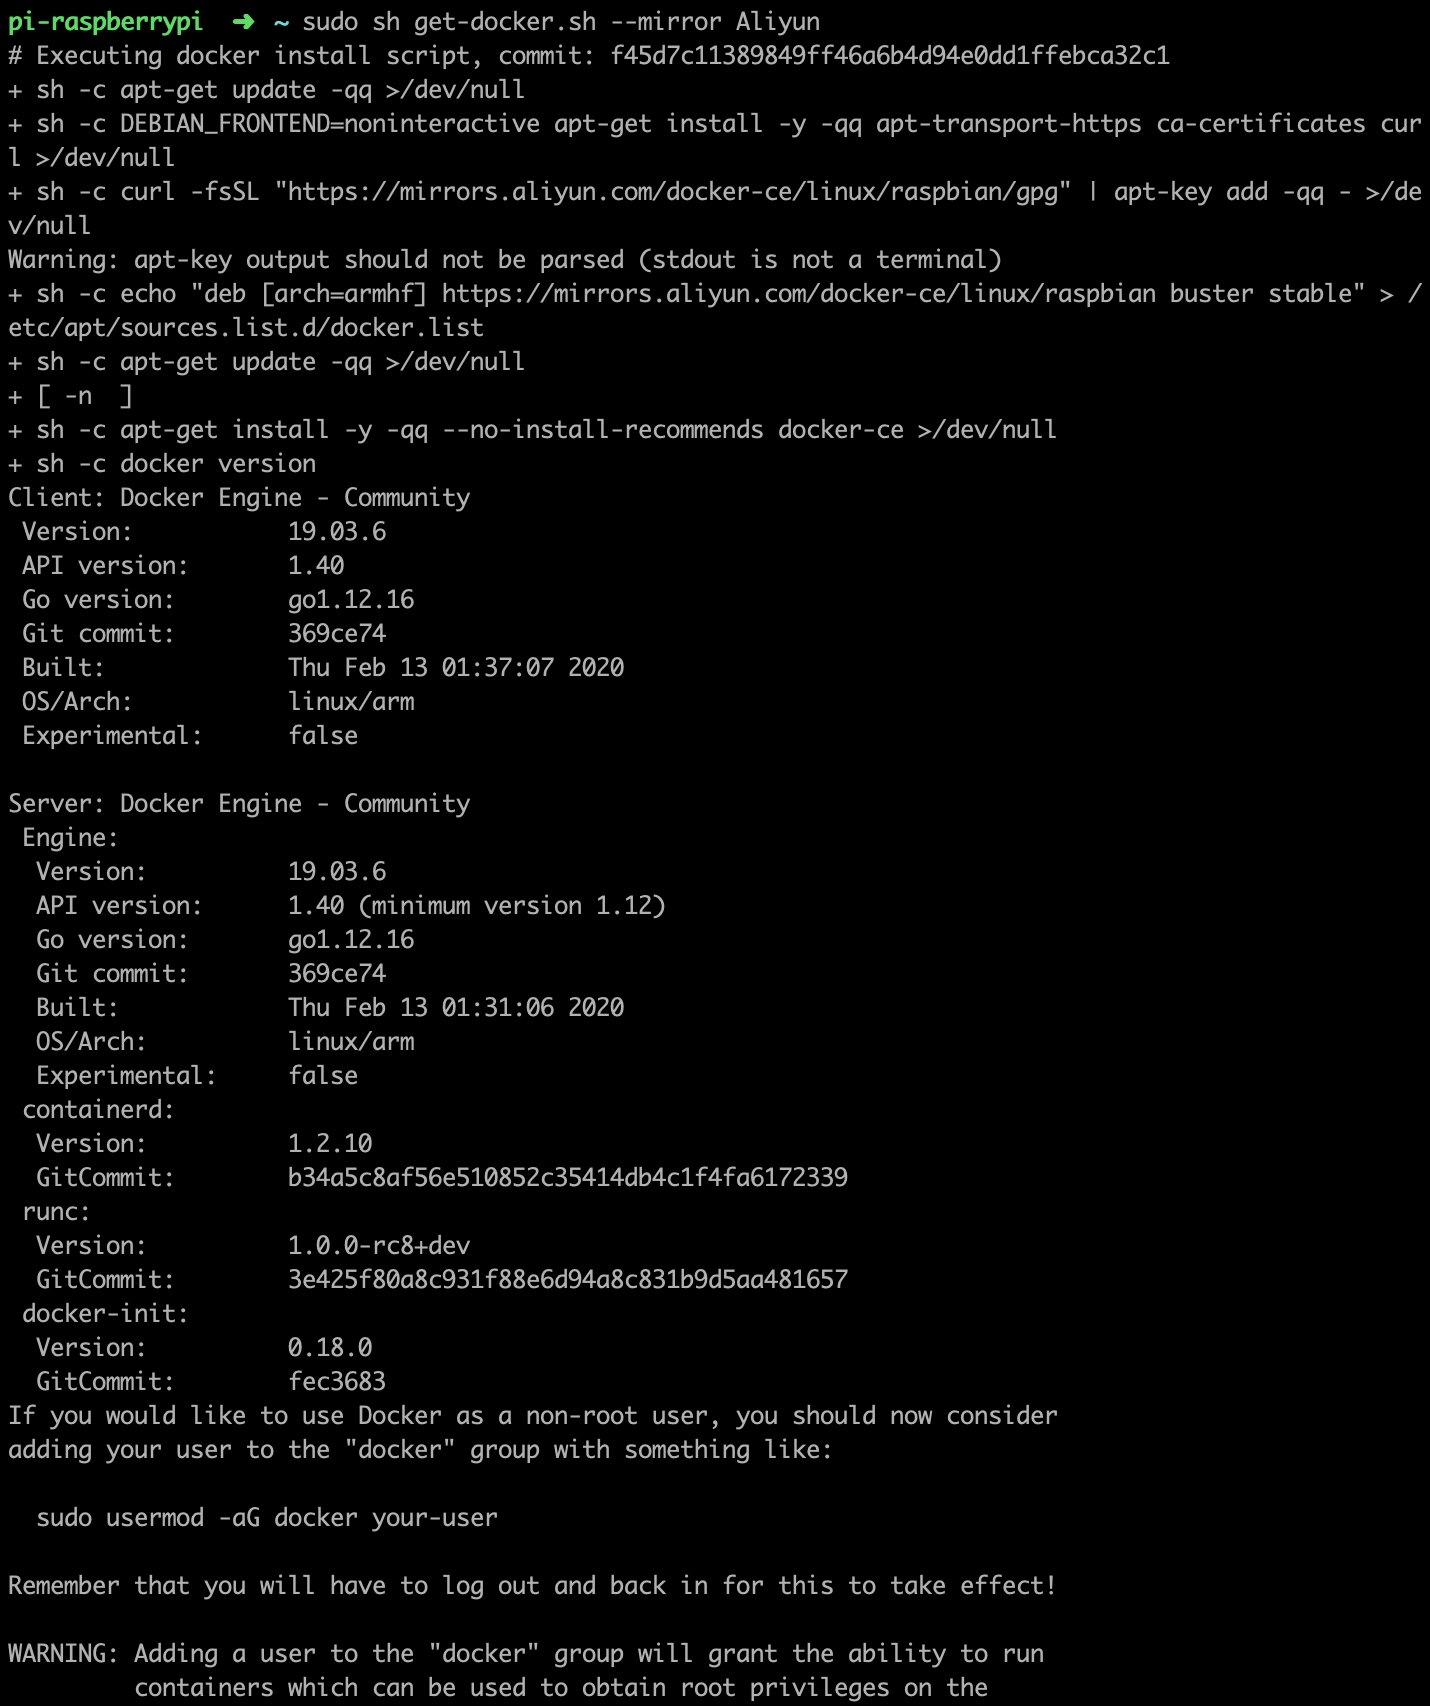 pi-raspberrypi  ➜  ~ sudo sh get-docker.sh --mirror Aliyun
# Executing docker install script, commit: f45d7c11389849ff46a6b4d94e0dd1ffebca32c1
+ sh -c apt-get update -qq >/dev/null
+ sh -c DEBIAN_FRONTEND=noninteractive apt-get install -y -qq apt-transport-https ca-certificates cur
l >/dev/null
+ sh -c curl -fsSL "https://mirrors.aliyun.com/docker-ce/linux/raspbian/gpg" | apt-key add -qq - >/de
v/null
Warning: apt-key output should not be parsed (stdout is not a terminal)
+ sh -c echo "deb [arch=armhf] https://mirrors.aliyun.com/docker-ce/linux/raspbian buster stable" > /
etc/apt/sources.list.d/docker.list
+ sh -c apt-get update -qq >/dev/null
+ [ -n  ]
+ sh -c apt-get install -y -qq --no-install-recommends docker-ce >/dev/null
+ sh -c docker version
Client: Docker Engine - Community
 Version:           19.03.6
 API version:       1.40
 Go version:        go1.12.16
 Git commit:        369ce74
 Built:             Thu Feb 13 01:37:07 2020
 OS/Arch:           linux/arm
 Experimental:      false

Server: Docker Engine - Community
 Engine:
  Version:          19.03.6
  API version:      1.40 (minimum version 1.12)
  Go version:       go1.12.16
  Git commit:       369ce74
  Built:            Thu Feb 13 01:31:06 2020
  OS/Arch:          linux/arm
  Experimental:     false
 containerd:
  Version:          1.2.10
  GitCommit:        b34a5c8af56e510852c35414db4c1f4fa6172339
 runc:
  Version:          1.0.0-rc8+dev
  GitCommit:        3e425f80a8c931f88e6d94a8c831b9d5aa481657
 docker-init:
  Version:          0.18.0
  GitCommit:        fec3683
If you would like to use Docker as a non-root user, you should now consider
adding your user to the "docker" group with something like:

  sudo usermod -aG docker your-user

Remember that you will have to log out and back in for this to take effect!

WARNING: Adding a user to the "docker" group will grant the ability to run
         containers which can be used to obtain root privileges on the